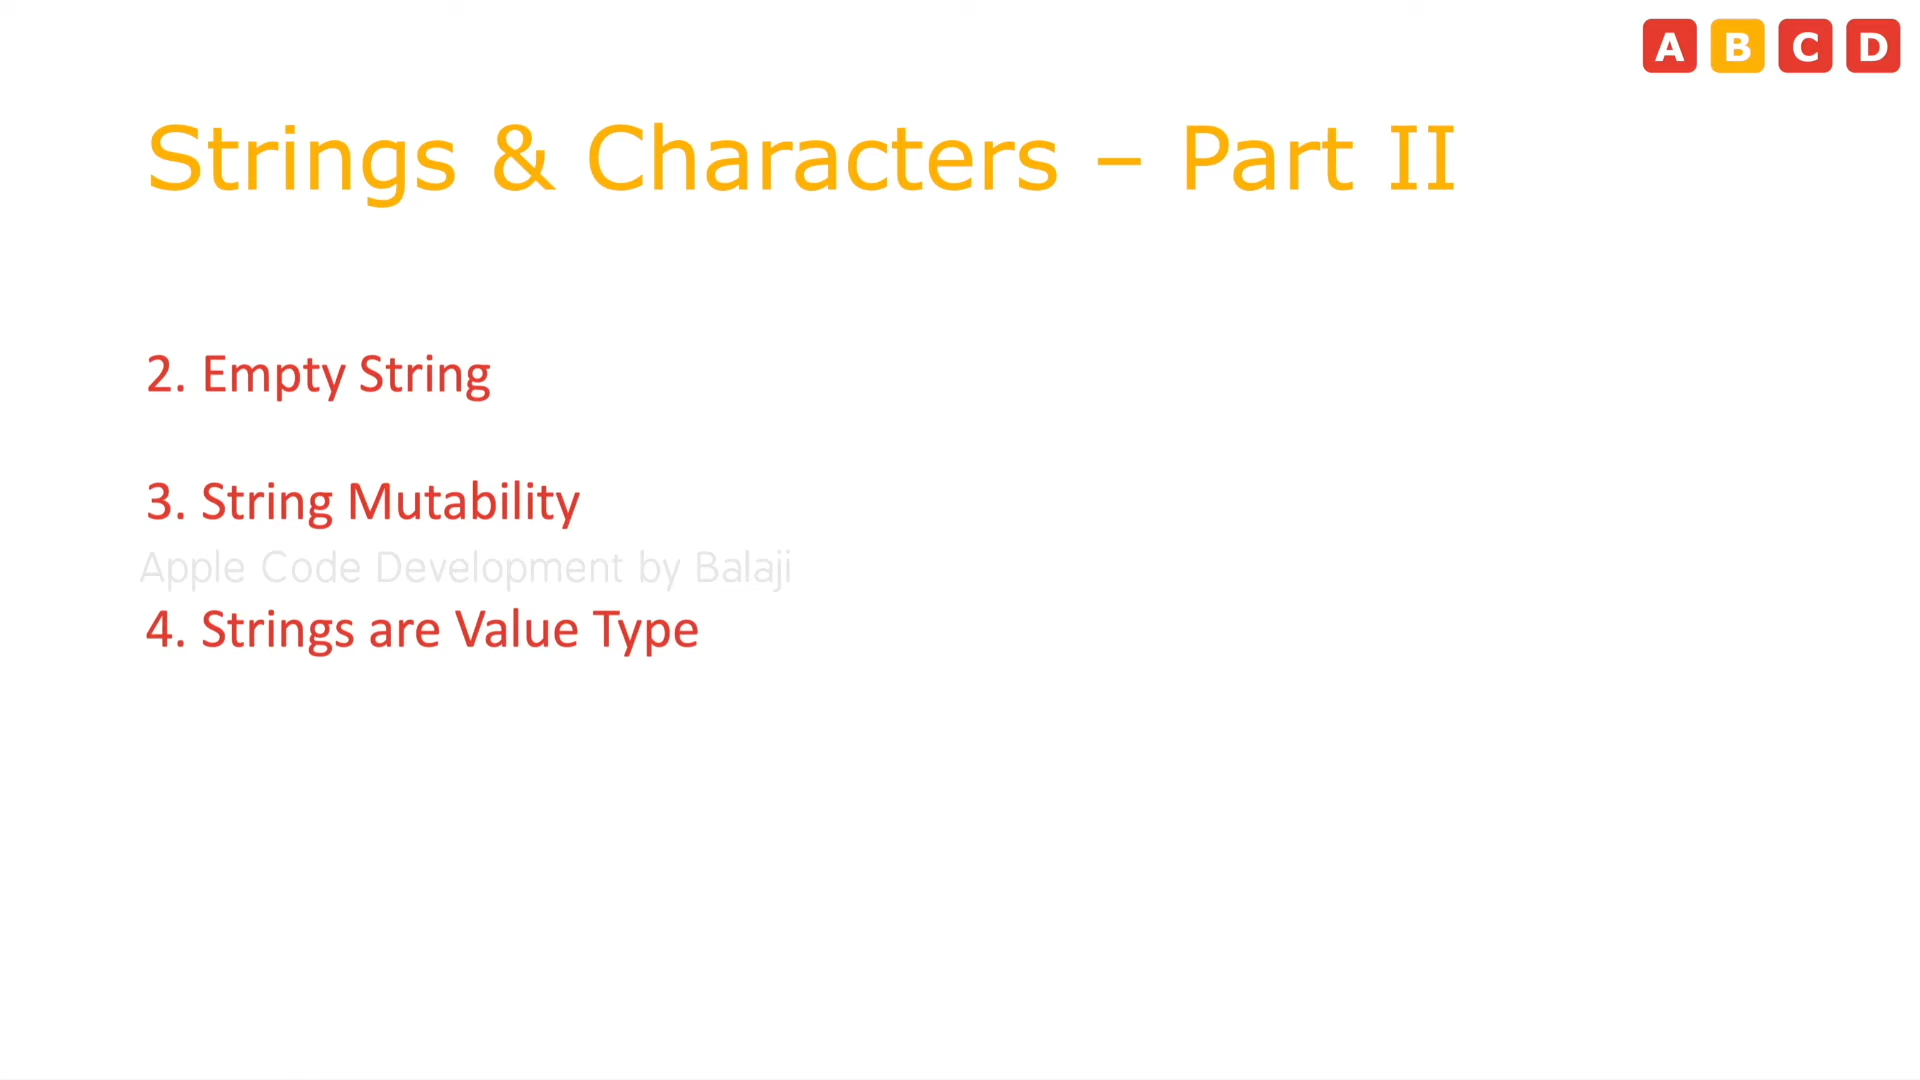 A B C D
Strings & Characters – Part II
2. Empty String
3. String Mutability
Apple Code Development by Balaji
4. Strings are Value Type